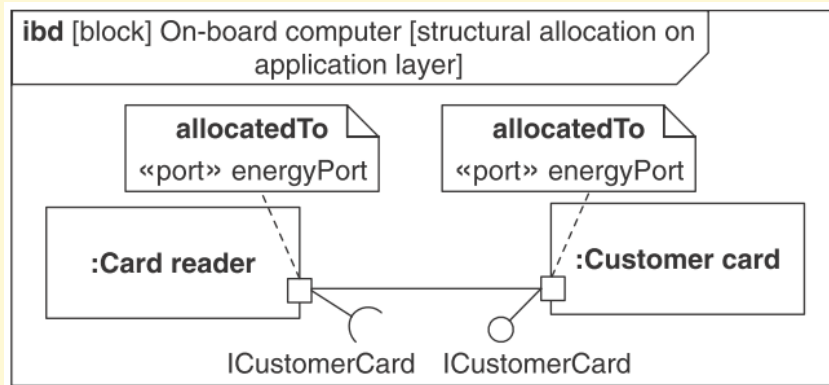 ibd [block] On-board computer [structural allocation on
application layer]
allocatedTo
«port» energyPort
allocatedTo
«port» energyPort
:Card reader
:Customer card
ICustomerCard
ICustomerCard